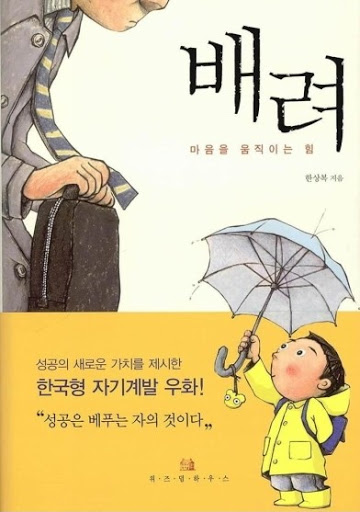 배려
마음을 움직이는 힘
한상복 지음
성공의 새로운 가치를 제시한
한국형 자기계발 우화!
“성공은 베푸는 자의 것이다„
위즈덤하우스